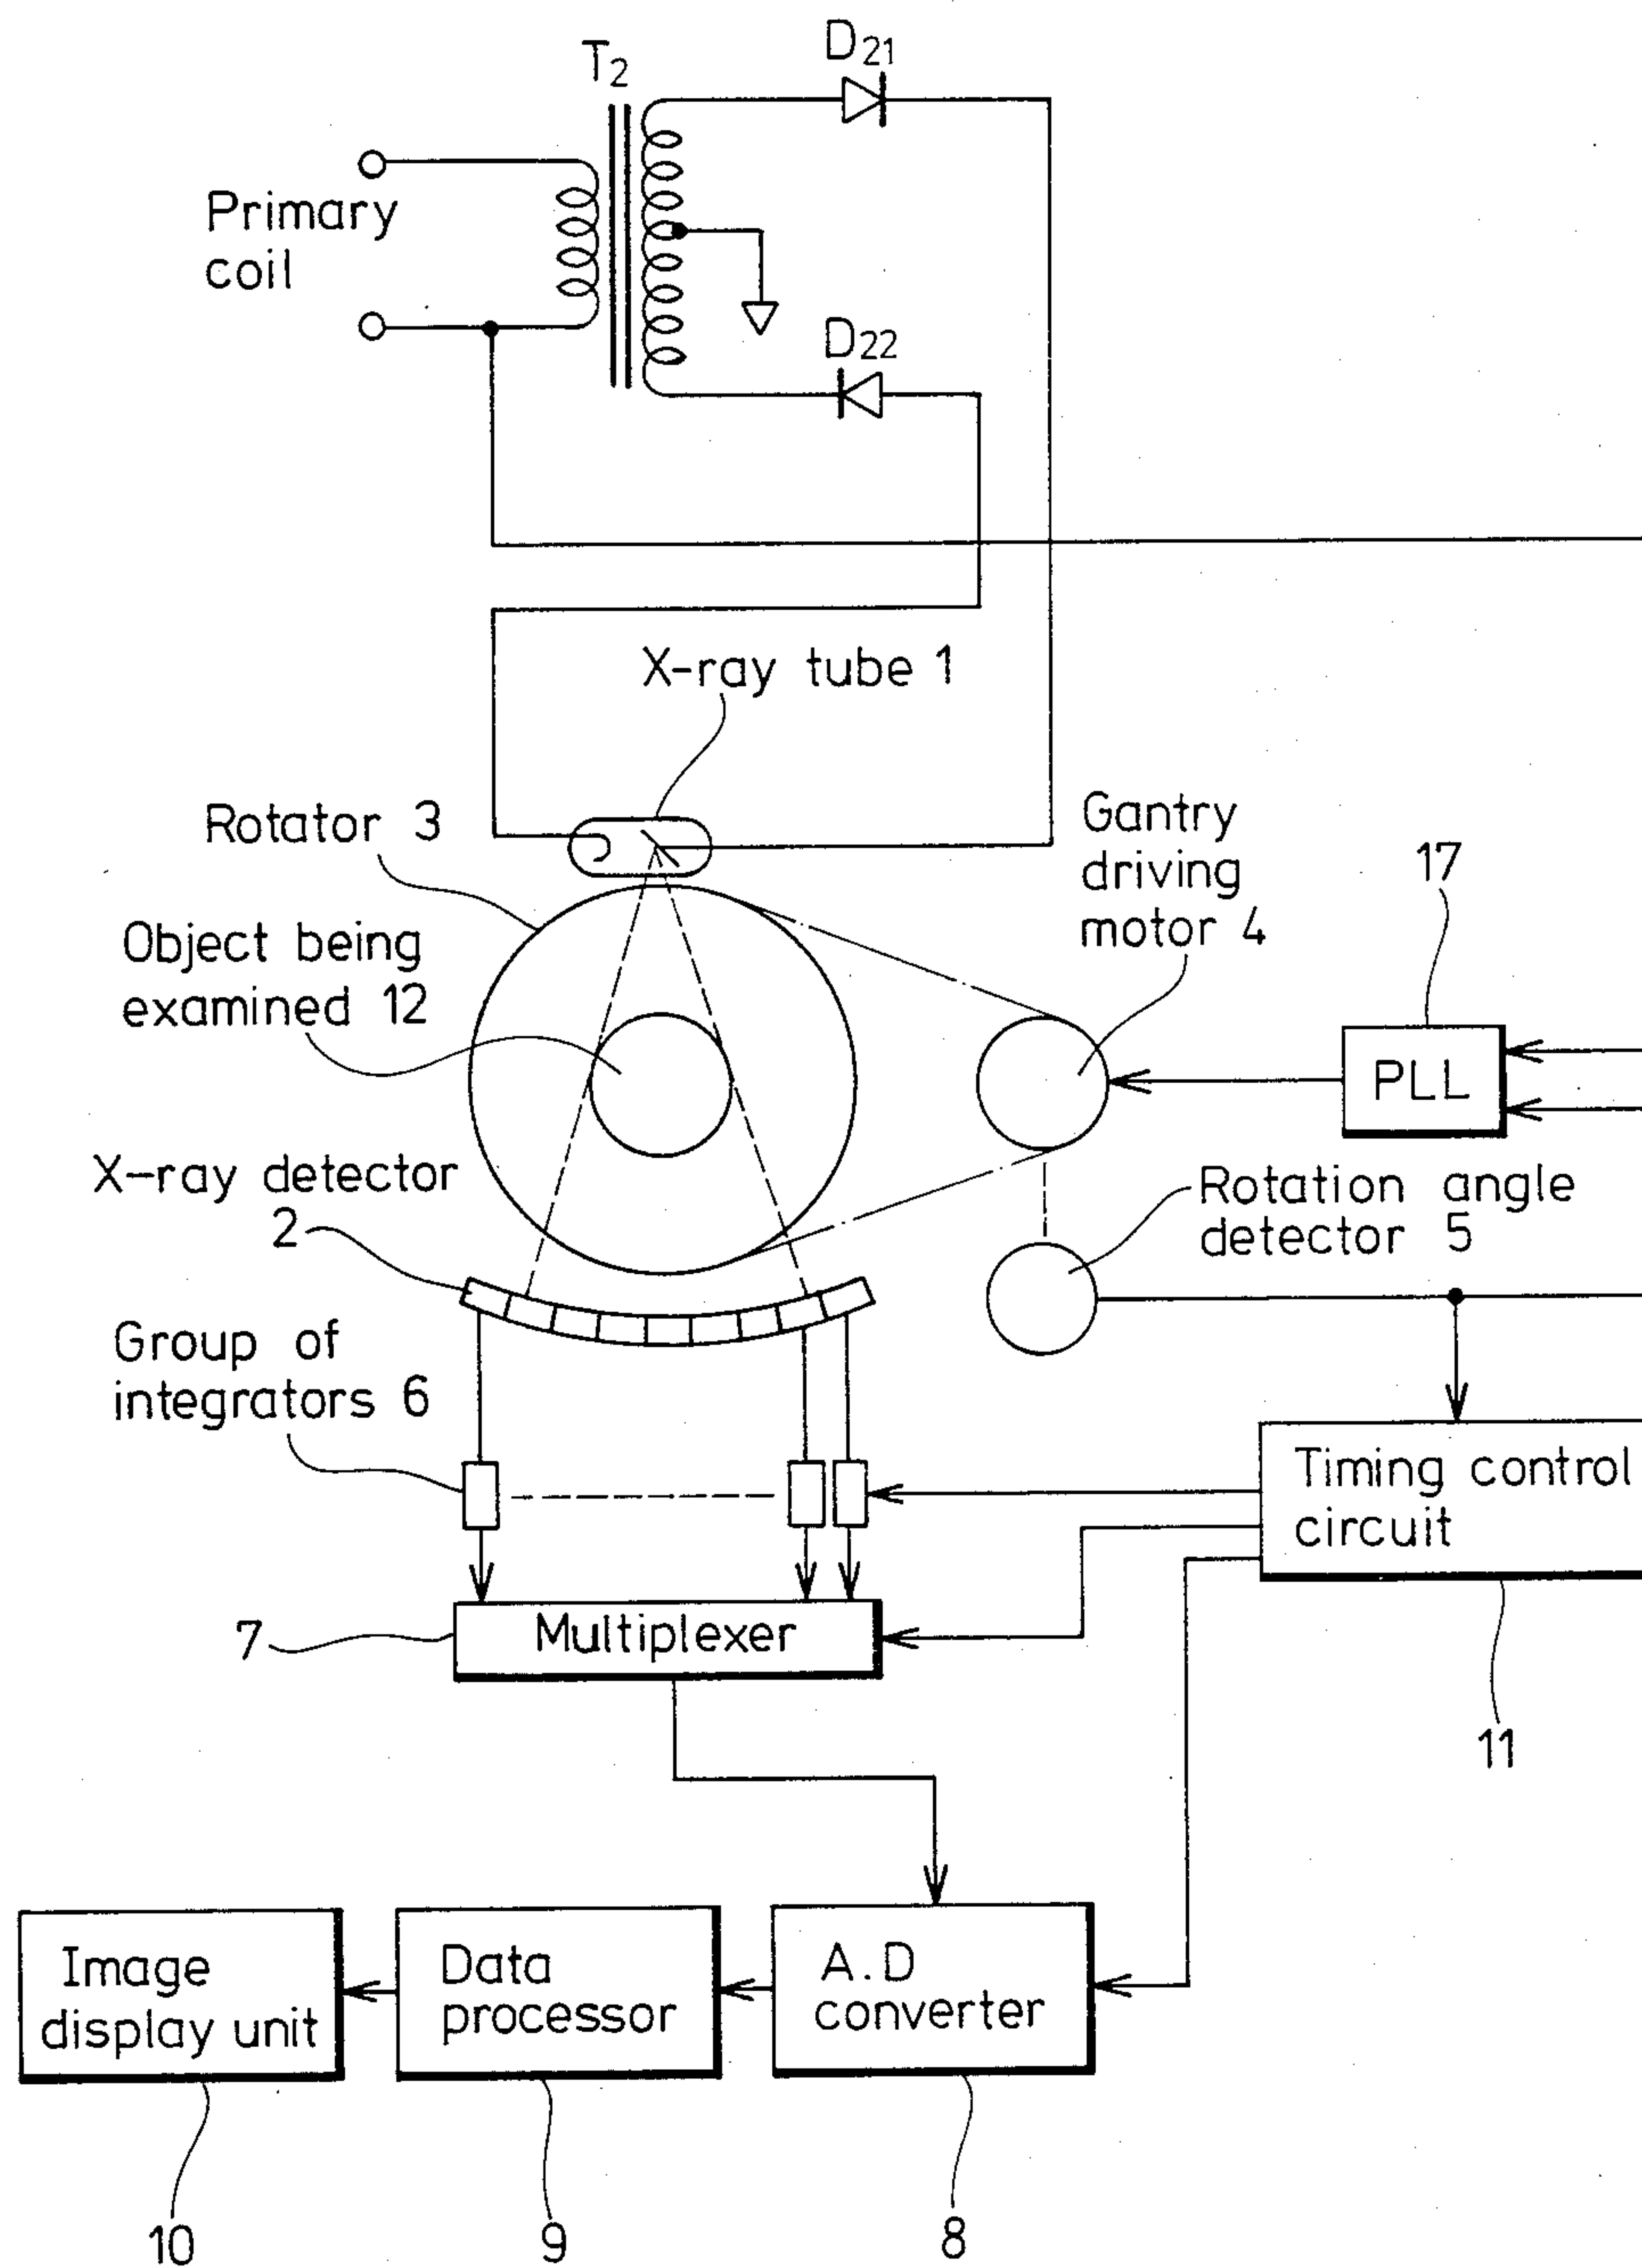 T2
D21
Primary
coil
D22
X-ray tube 1
Rotator 3
Gantry
driving
motor 4
17
Object being
examined 12
PLL
X-ray detector
2
Rotation angle
detector 5
Group of
integrators 6
Timing control
circuit
7
Multiplexer
11
Image
display unit
Data
processor
A.D
converter
10
9
8